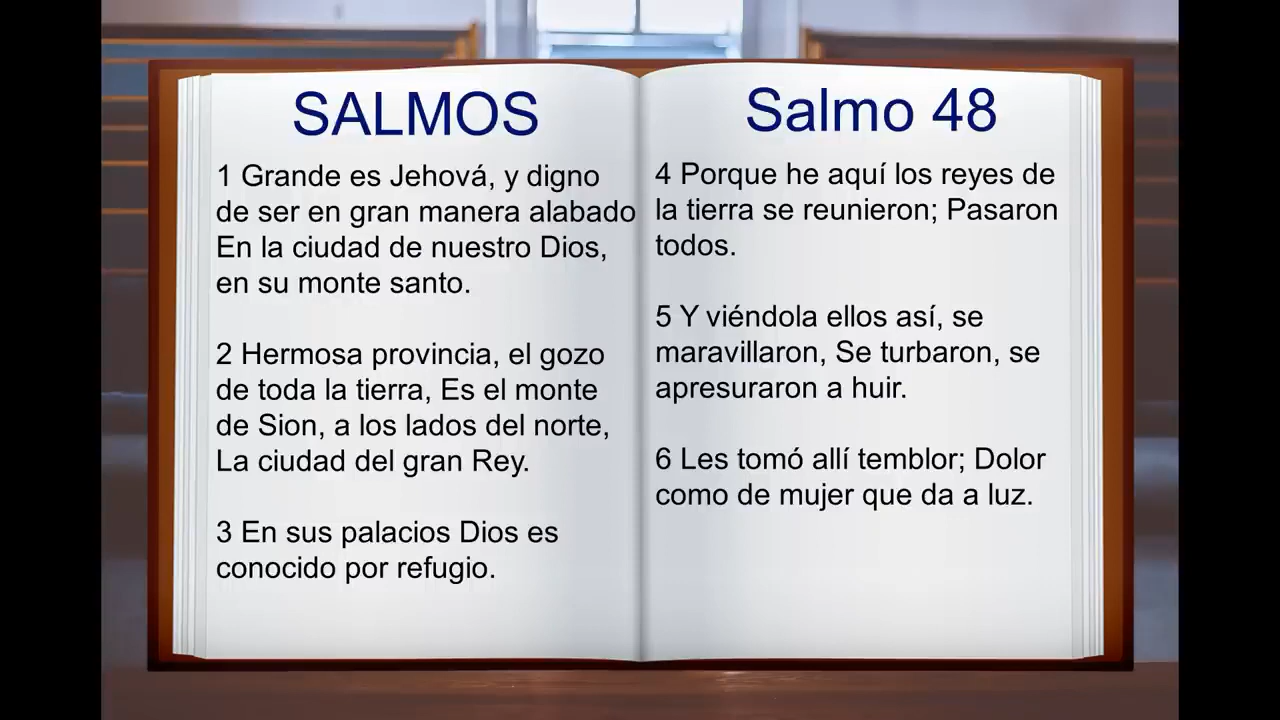 SALMOS
1 Grande es Jehová, y digno
de ser en gran manera alabado
En la ciudad de nuestro Dios,
en su monte santo.
2 Hermosa provincia, el gozo
de toda la tierra, Es el monte
de Sion, a los lados del norte,
La ciudad del gran Rey.
3 En sus palacios Dios es
conocido por refugio.
Salmo 48
4 Porque he aquí los reyes de
la tierra se reunieron; Pasaron
todos.
5 Y viéndola ellos así, se
maravillaron, Se turbaron, se
apresuraron a huir.
6 Les tomó allí temblor; Dolor
como de mujer que da a luz.